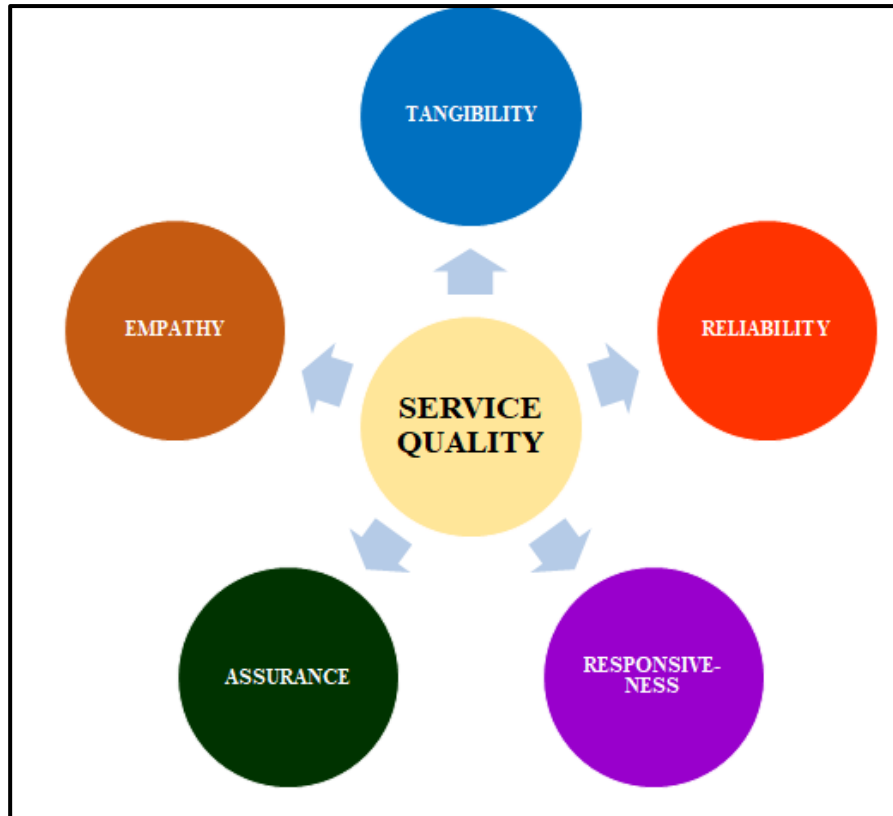 TANGIBILITY
EMPATHY
RELIABILITY
SERVICE
QUALITY
ASSURANCE
RESPONSIVE-
NESS